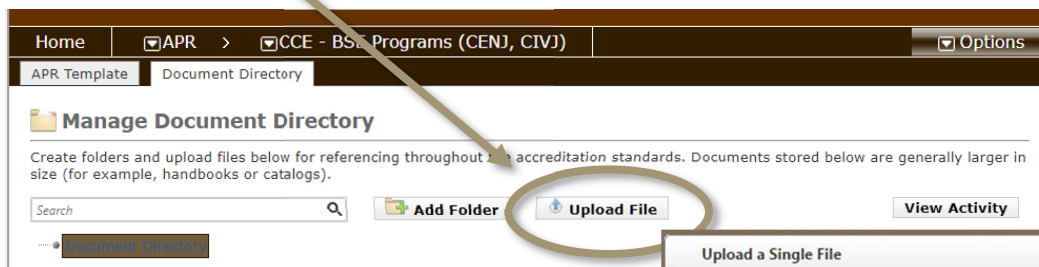 Home APR > CCE - BSE Programs (CENJ, CIVJ) Options
APR Template Document Directory
Manage Document Directory
Create folders and upload files below for referencing throughout the accreditation standards. Documents stored below are generally larger in
size (for example, handbooks or catalogs).
Search Add Folder Upload File View Activity
Document Directory
Upload a Single File